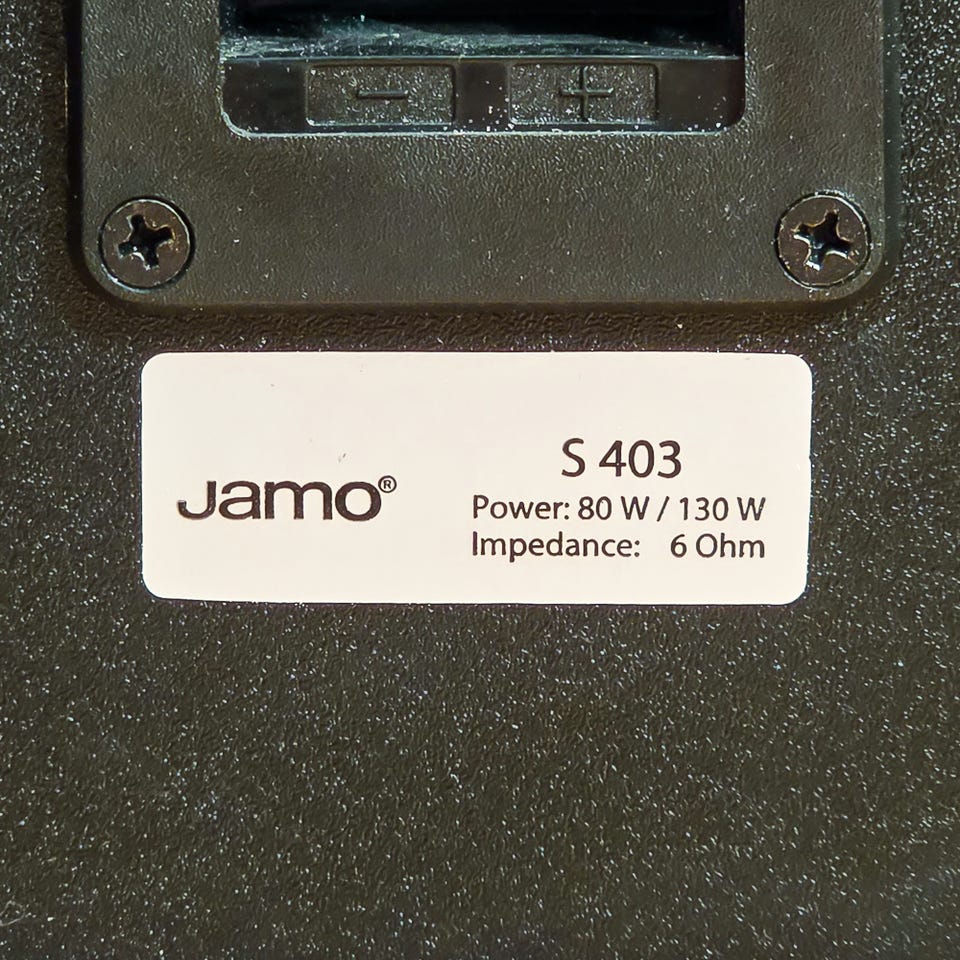 − +
Jamo®
S 403
Power: 80 W / 130 W
Impedance: 6 Ohm